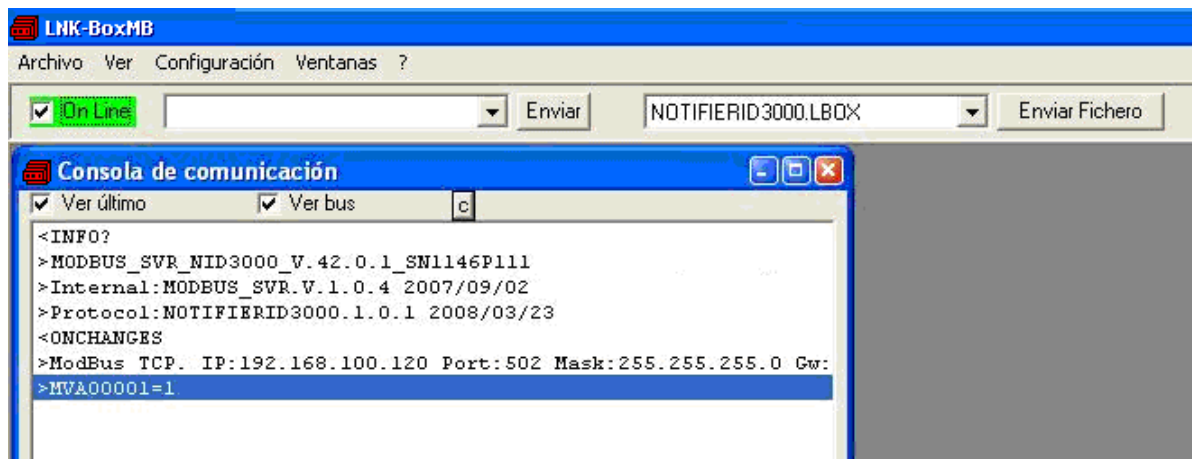 LNK-BoxMB
Archivo Ver Configuración Ventanas ?
On Line Enviar NOTIFIERID3000.LBOX Enviar Fichero
Consola de comunicación
Ver último Ver bus c
<INFO?
>MODBUS_SVR_NID3000_V.42.0.1_SN1146P111
>Internal:MODBUS_SVR.V.1.0.4 2007/09/02
>Protocol:NOTIFIERID3000.1.0.1 2008/03/23
<ONCHANGES
>ModBus TCP. IP:192.168.100.120 Port:502 Mask:255.255.255.0 Gw:
>MVA00001=1